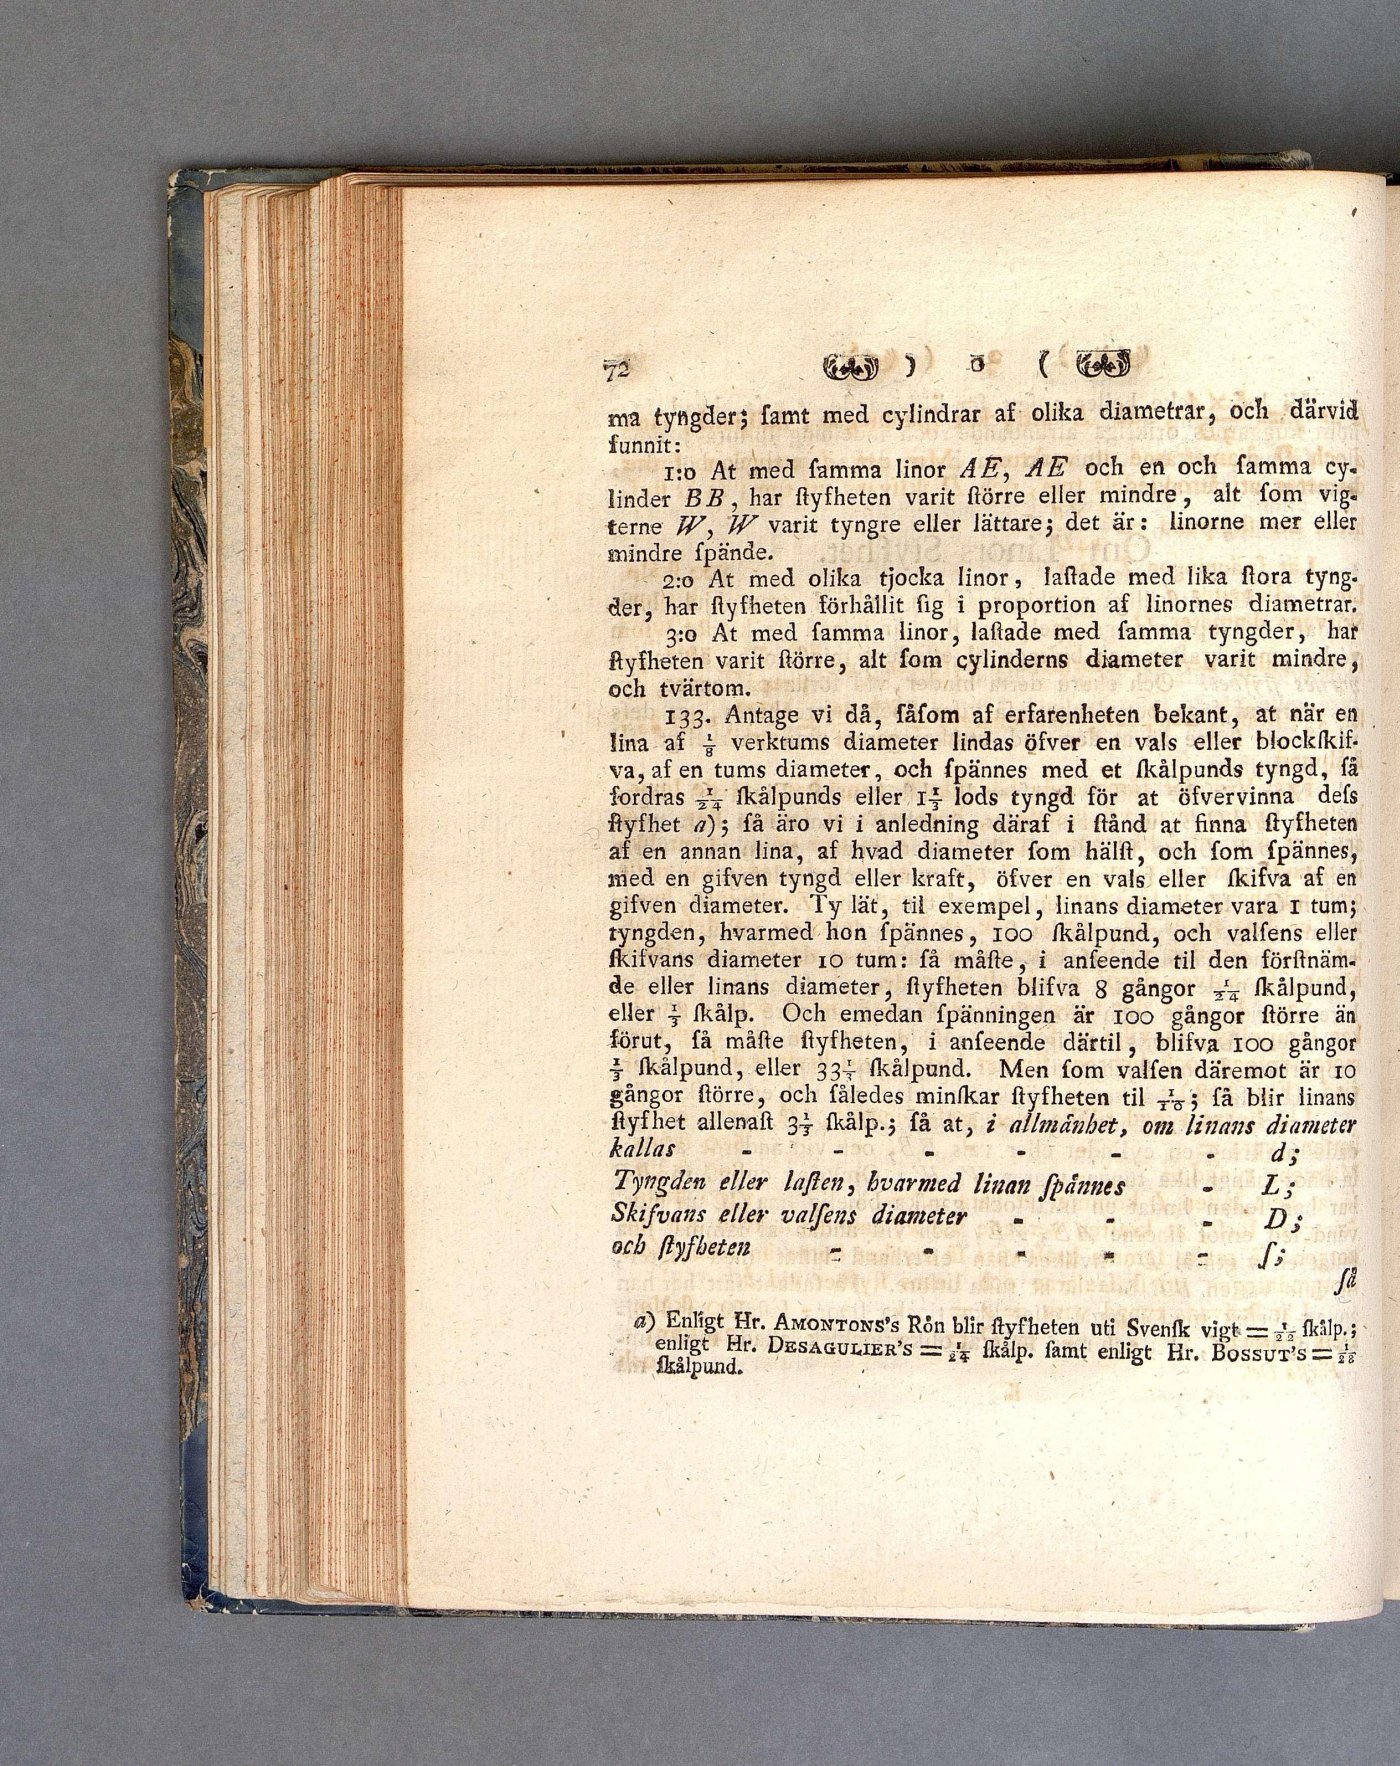 72 ) o (
ma tyngder; ſamt med cylindrar af olika diametrar, och därvid
funnit:
1:o At med ſamma linor AE, AE och en och ſamma cy-
linder BB, har ſtyfheten varit ſtörre eller mindre, alt ſom vig-
terne W, W varit tyngre eller lättare; det är: linorne mer eller
mindre ſpände.
2:o At med olika tjocka linor, laſtade med lika ſtora tyng-
der, har ſtyfheten förhållit ſig i proportion af linornes diametrar.
3:o At med ſamma linor, laſtade med ſamma tyngder, har
ſtyfheten varit ſtörre, alt ſom cylinderns diameter varit mindre,
och tvärtom.
133. Antage vi då, ſåſom af erfarenheten bekant, at när en
lina af 1/8 verktums diameter lindas öfver en vals eller blockſkif-
va, af en tums diameter, och ſpännes med et ſkålpunds tyngd, ſå
fordras 1/24 ſkålpunds eller 1 1/3 lods tyngd för at öfvervinna deſs
ſtyfhet a); ſå äro vi i anledning däraf i ſtånd at finna ſtyfheten
af en annan lina, af hvad diameter ſom hälſt, och ſom ſpännes,
med en gifven tyngd eller kraft, öfver en vals eller ſkifva af en
gifven diameter. Ty lät, til exempel, linans diameter vara 1 tum;
tyngden, hvarmed hon ſpännes, 100 ſkålpund, och valſens eller
ſkifvans diameter 10 tum: ſå måſte, i anſeende til den förſtnäm-
de eller linans diameter, ſtyfheten blifva 8 gångor 1/24 ſkålpund,
eller 1/3 ſkålp. Och emedan ſpänningen är 100 gångor ſtörre än
förut, ſå måſte ſtyfheten, i anſeende därtil, blifva 100 gångor
1/3 ſkålpund, eller 33 1/3 ſkålpund. Men ſom valſen däremot är 10
gångor ſtörre, och ſåledes minſkar ſtyfheten til 1/10; ſå blir linans
ſtyfhet allenaſt 3 1/3 ſkålp.; ſå at, i allmänhet, om linans diameter
kallas - - - - - - d;
Tyngden eller laſten, hvarmed linan ſpännes - L;
Skifvans eller valſens diameter - - - D;
och ſtyfheten - - - - - ſ;
ſå
a) Enligt Hr. AMONTONS's Rön blir ſtyfheten uti Svenſk vigt = 1/22 ſkålp.;
enligt Hr. DESAGULIER'S = 1/24 ſkålp. ſamt enligt Hr. BOSSUT'S = 1/28
ſkålpund.